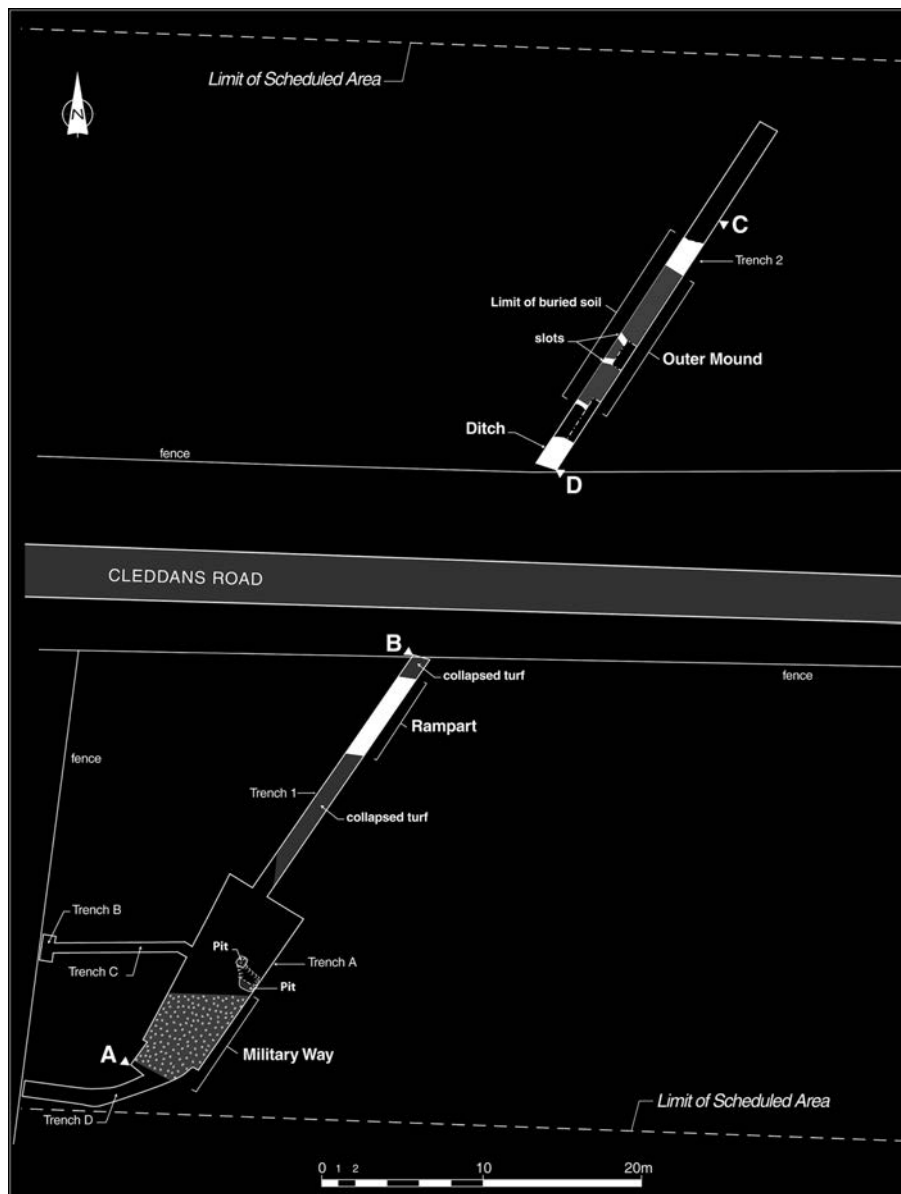 Limit of Scheduled Area
N
C
Trench 2
Limit of buried soil
slots
Outer Mound
Ditch
fence
D
CLEDDANS ROAD
B
collapsed turf
fence
Rampart
fence
Trench 1
collapsed turf
Trench B
Pit
Trench A
Trench C
Pit
A
Military Way
Limit of Scheduled Area
Trench D
0 1 2 10 20m